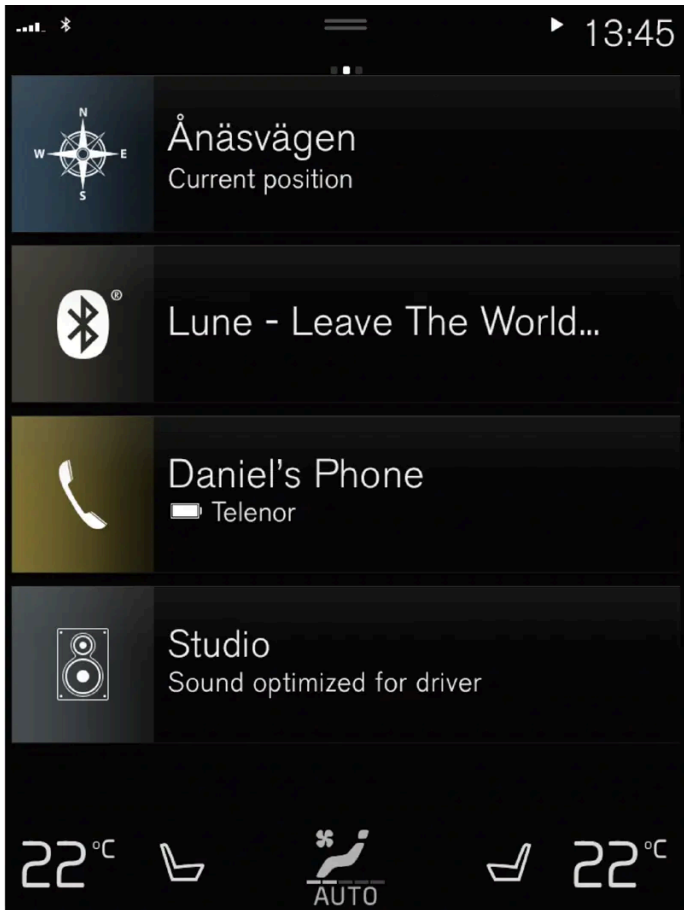 13:45
N
W E
S
Ånäsvägen
Current position
®
Lune - Leave The World...
Daniel's Phone
Telenor
Studio
Sound optimized for driver
22°C
AUTO
22°C